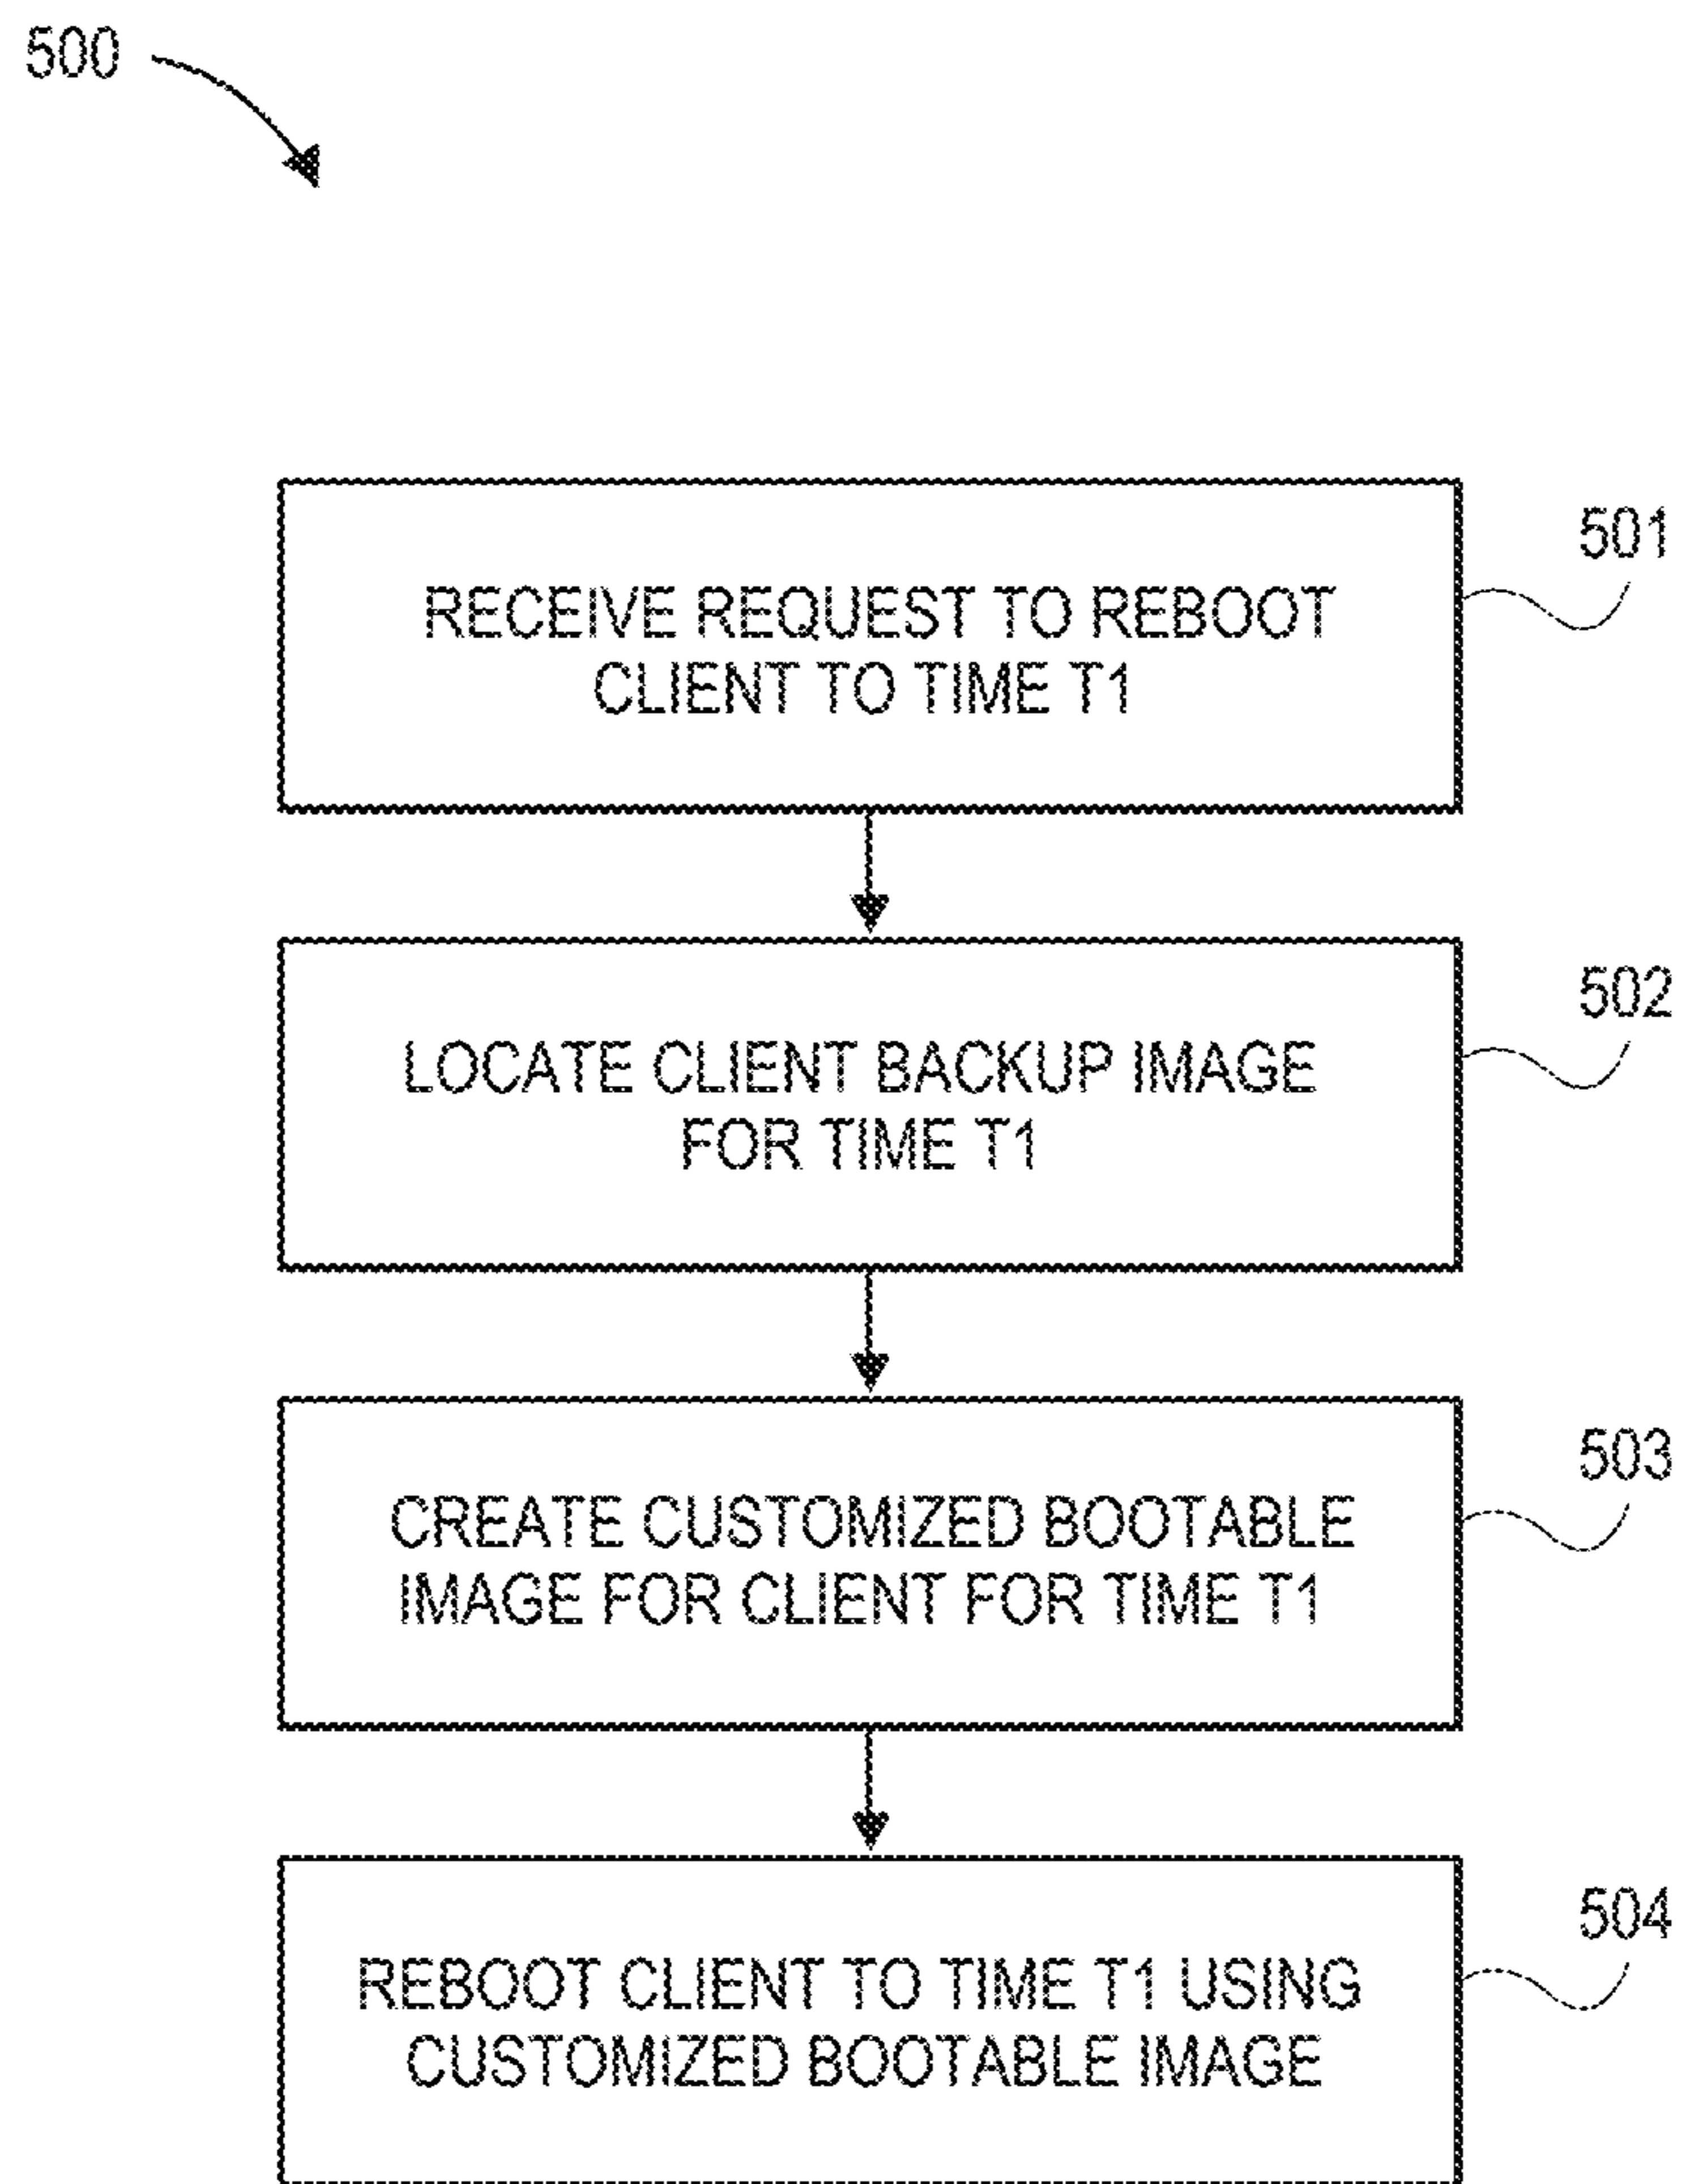 500
RECEIVE REQUEST TO REBOOT
CLIENT TO TIME T1
501
LOCATE CLIENT BACKUP IMAGE
FOR TIME T1
502
CREATE CUSTOMIZED BOOTABLE
IMAGE FOR CLIENT FOR TIME T1
503
REBOOT CLIENT TO TIME T1 USING
CUSTOMIZED BOOTABLE IMAGE
504